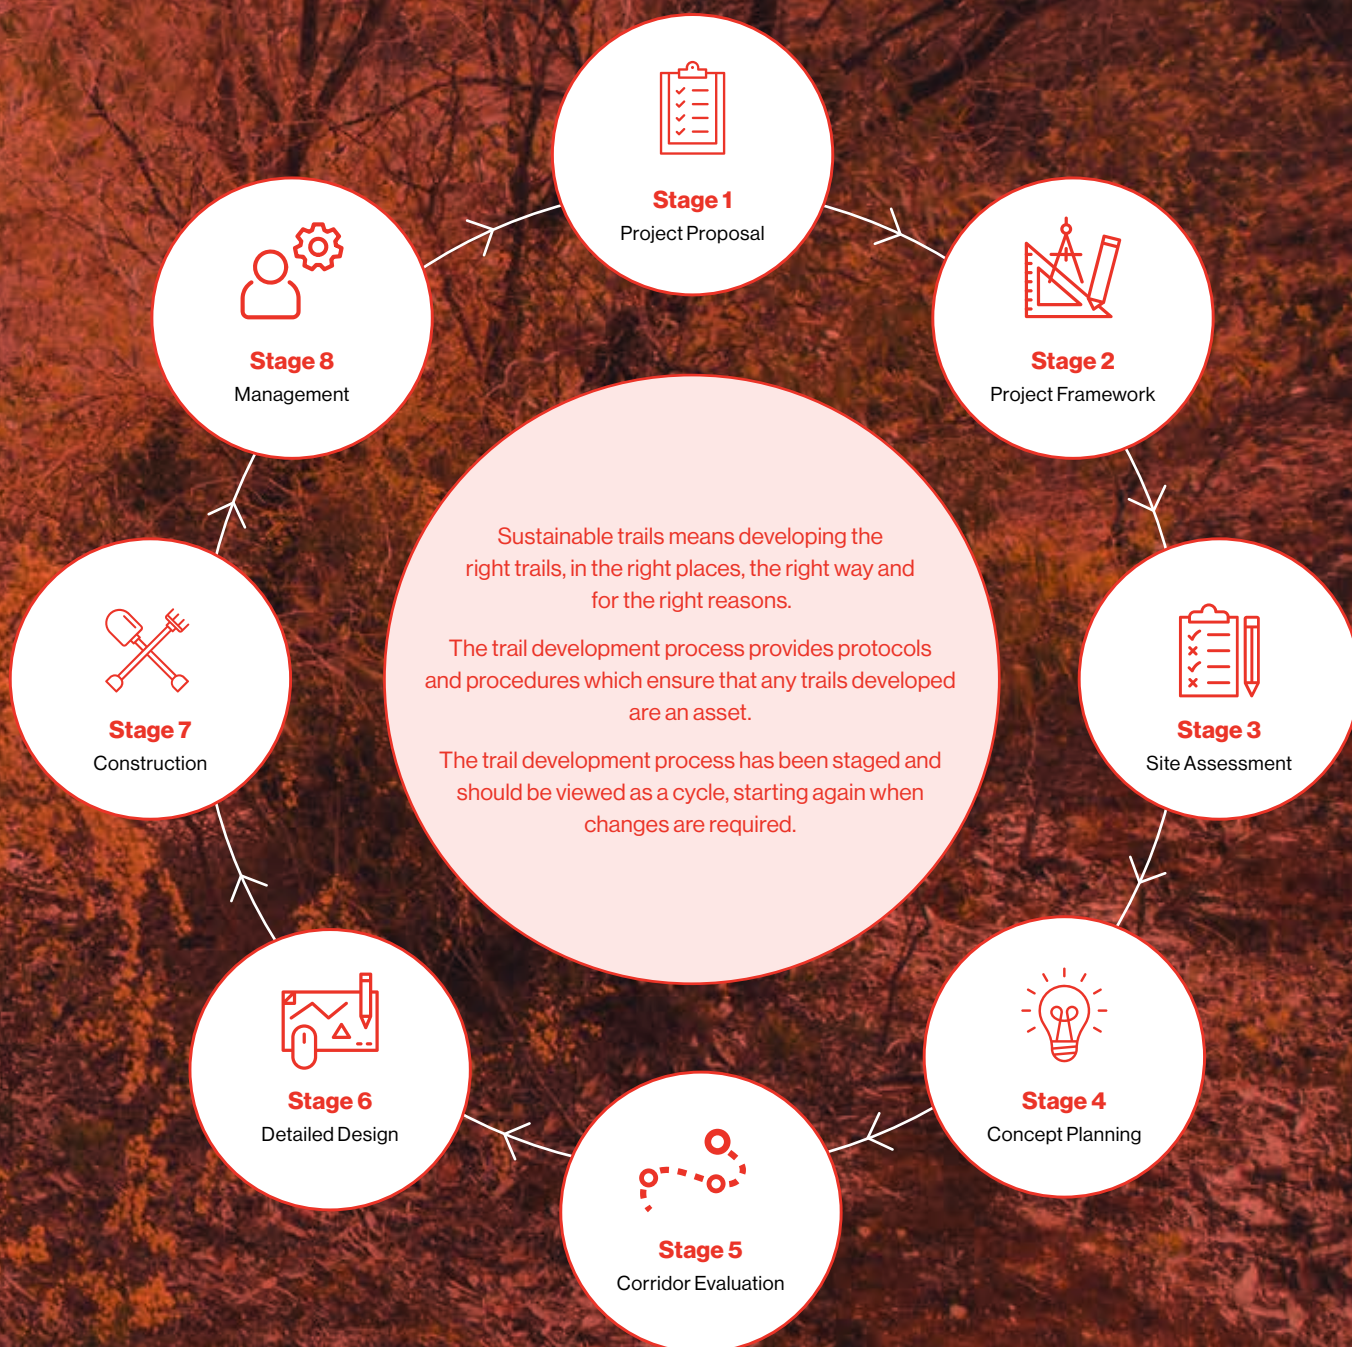 Stage 1
Project Proposal
Stage 2
Project Framework
Stage 3
Site Assessment
Stage 4
Concept Planning
Stage 5
Corridor Evaluation
Stage 6
Detailed Design
Stage 7
Construction
Stage 8
Management
Sustainable trails means developing the
right trails, in the right places, the right way and
for the right reasons.
The trail development process provides protocols
and procedures which ensure that any trails developed
are an asset.
The trail development process has been staged and
should be viewed as a cycle, starting again when
changes are required.